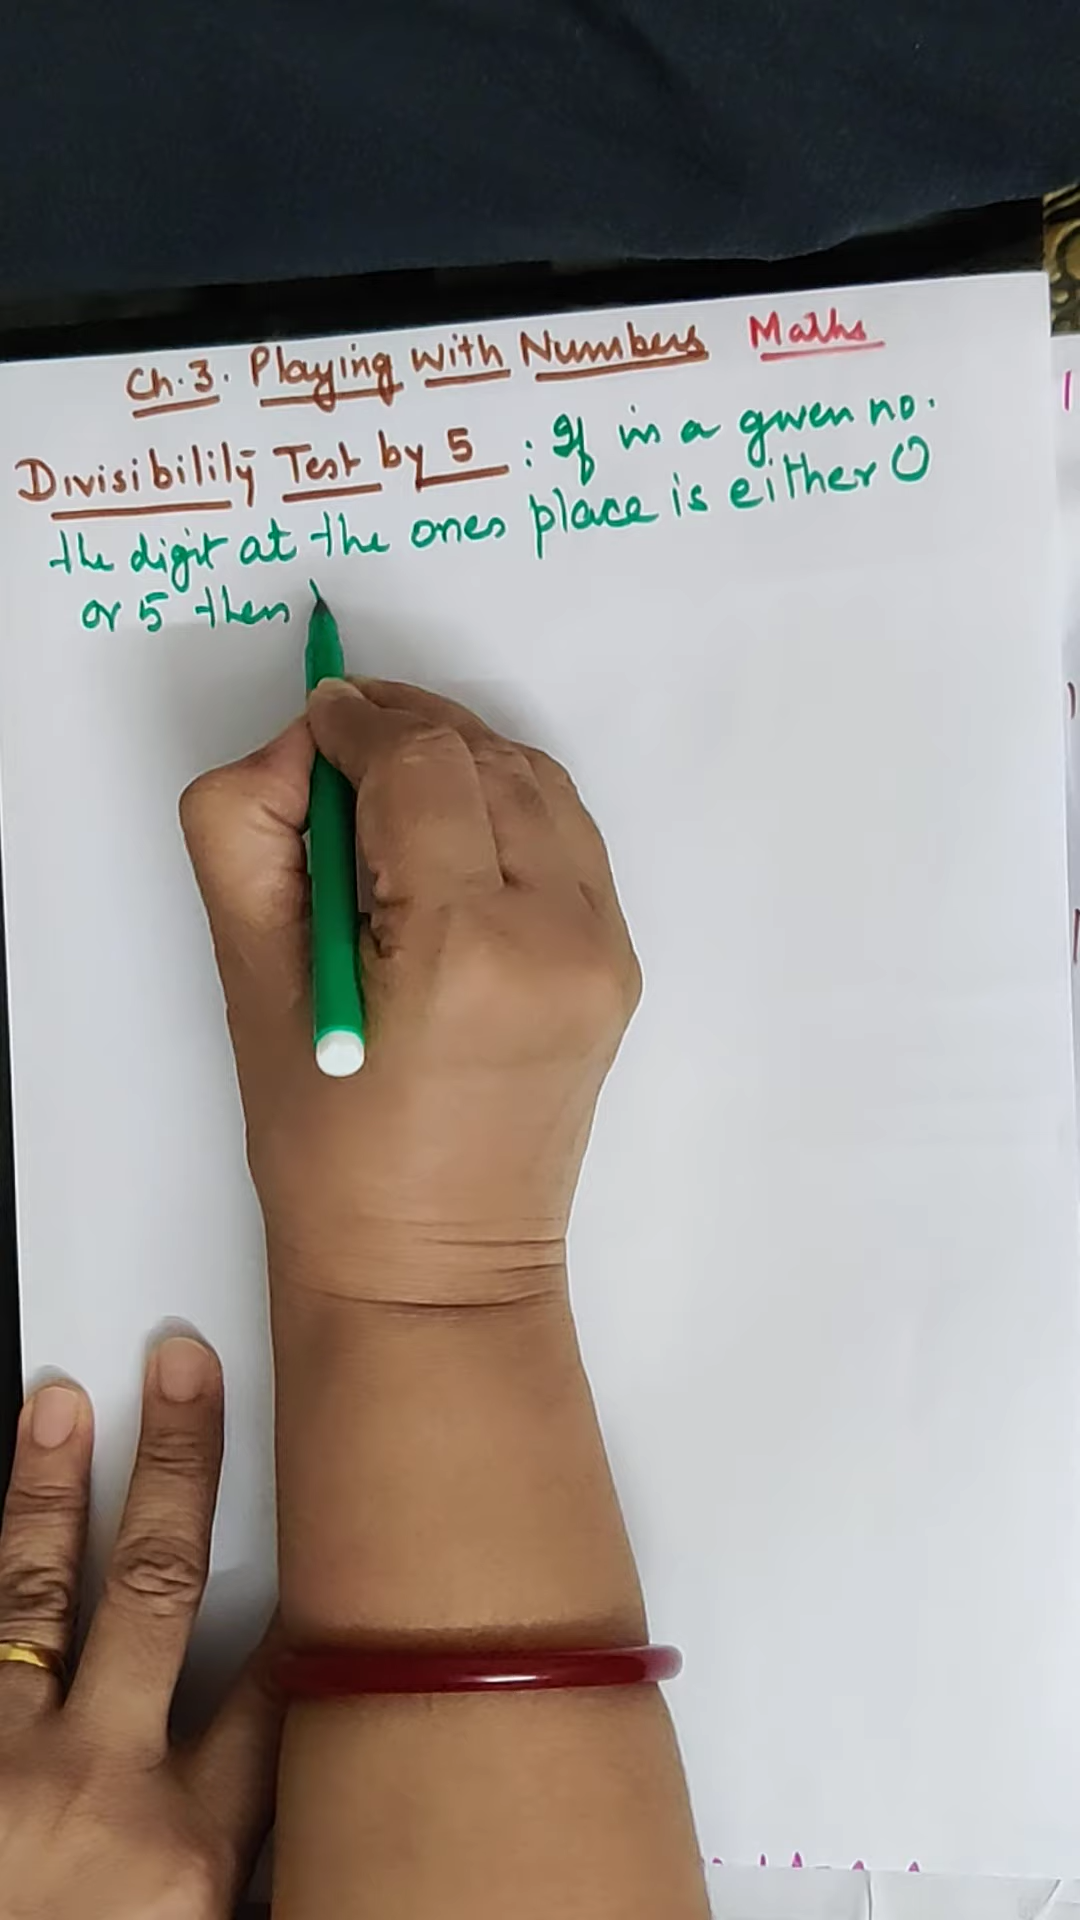 Ch.3. Playing with Numbers Maths
Divisibility Test by 5 : If in a given no.
the digit at the ones place is either 0
or 5 then